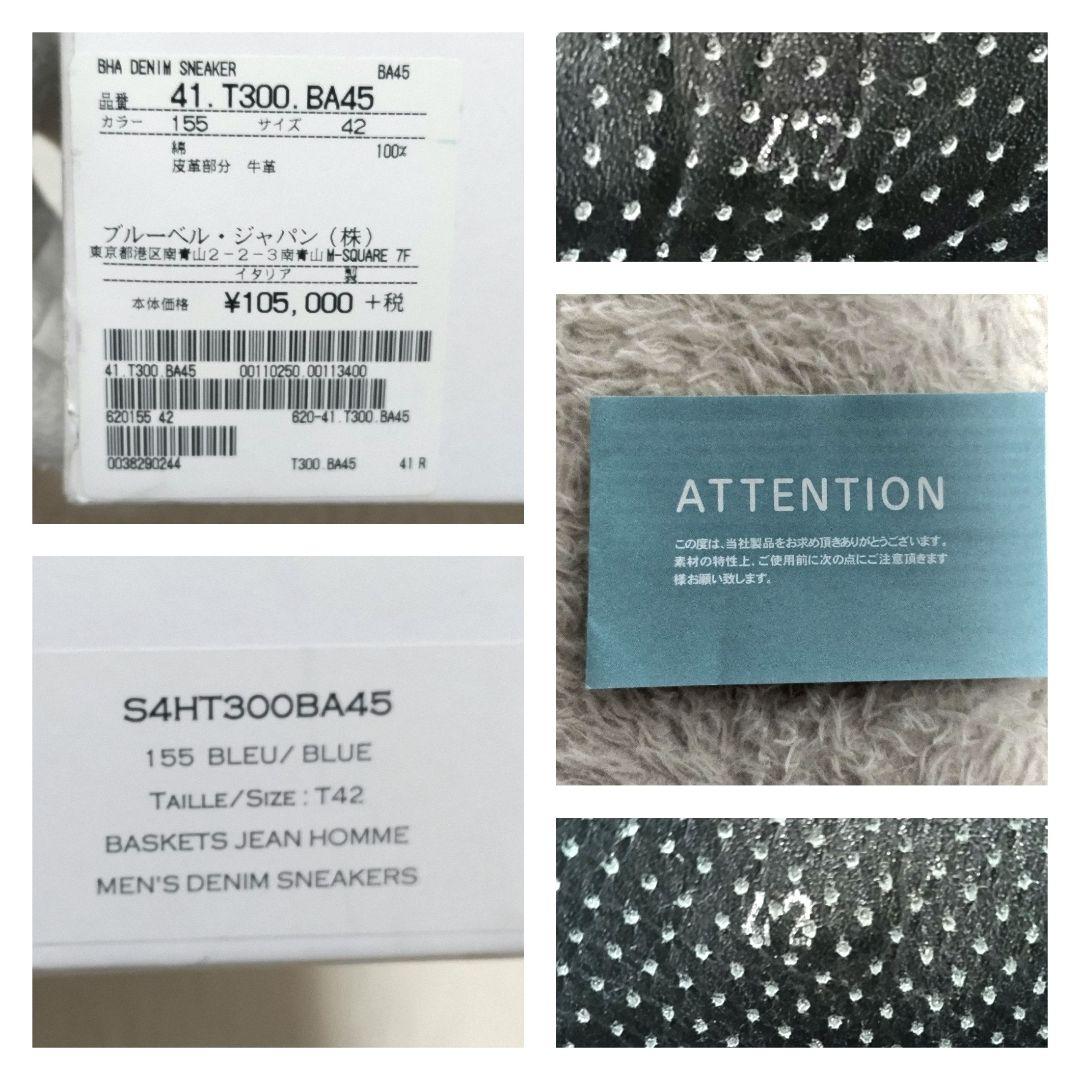 BHA DENIM SNEAKER BA45
品番 41.T300.BA45
カラー 155 サイズ 42
綿 100%
皮革部分 牛革
ブルーベル・ジャパン(株)
東京都港区南青山2-2-3南青山M-SQUARE 7F
イタリア 製
本体価格 ¥105,000 +税
41.T300.BA45 00110250.00113400
620155 42 620-41.T300.BA45
0038290244 T300.BA45 41 R
42
ATTENTION
この度は、当社製品をお求め頂きありがとうございます。
素材の特性上、ご使用前に次の点にご注意頂きます
様お願い致します。
S4HT300BA45
155 BLEU/ BLUE
TAILLE/SIZE : T42
BASKETS JEAN HOMME
MEN'S DENIM SNEAKERS
42